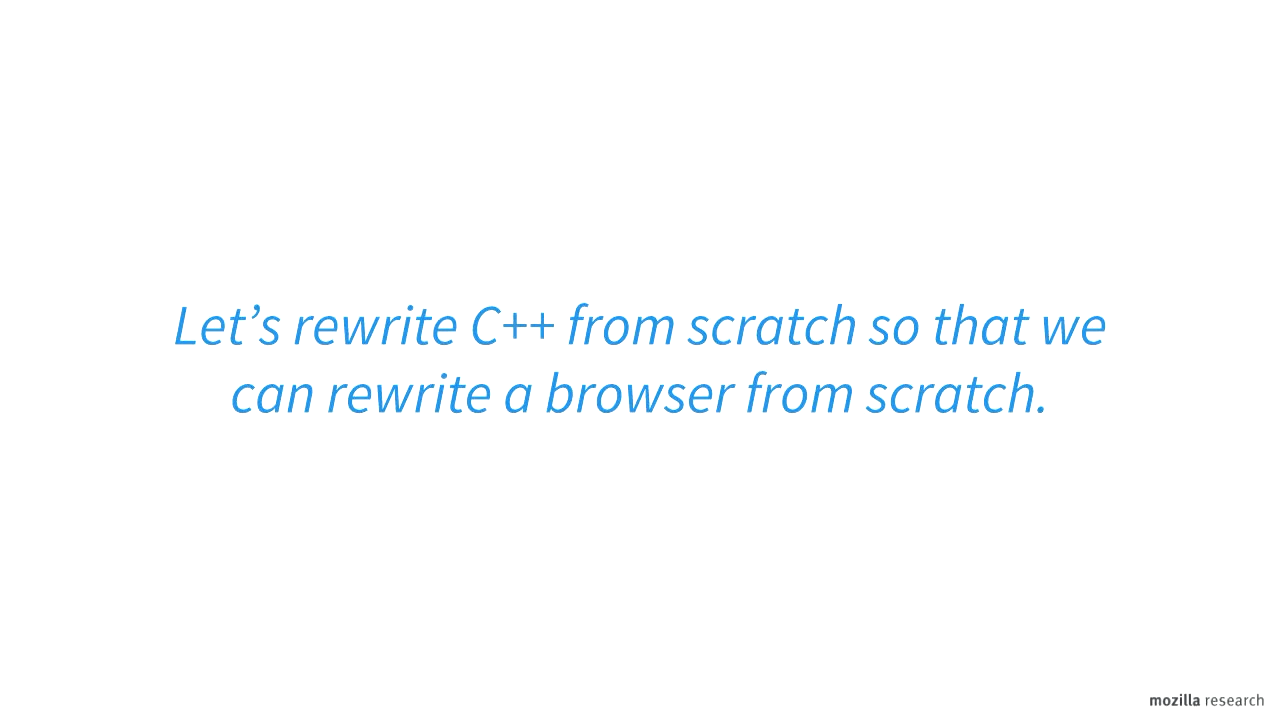 Let’s rewrite C++ from scratch so that we
can rewrite a browser from scratch.
mozilla research